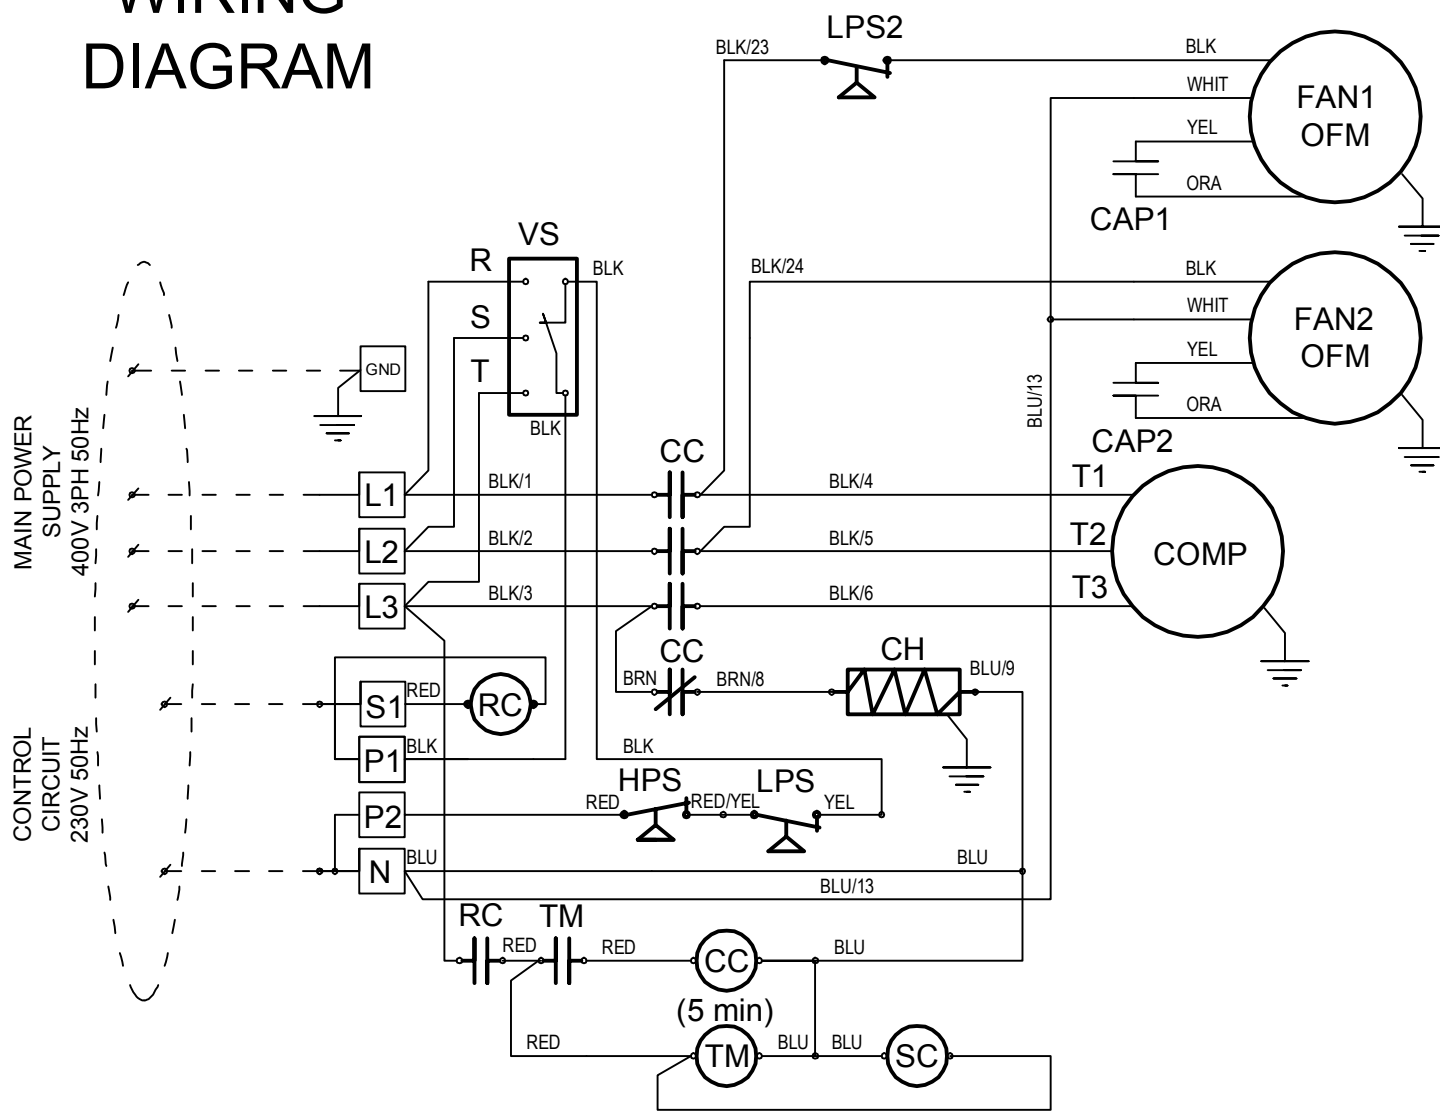 WIRING
DIAGRAM
LPS2
BLK/23
BLK
WHIT
YEL
ORA
FAN1
OFM
CAP1
VS
R
S
T
BLK
BLK
BLK/24
BLK
WHIT
YEL
ORA
FAN2
OFM
CAP2
BLU/13
MAIN POWER
SUPPLY
400V 3PH 50Hz
GND
L1
BLK/1
CC
BLK/4
T1
L2
BLK/2
BLK/5
T2
L3
BLK/3
BLK/6
T3
COMP
CC
BRN
BRN/8
CH
BLU/9
CONTROL
CIRCUIT
230V 50Hz
S1
RED
RC
P1
BLK
BLK
P2
RED
HPS
RED/YEL
LPS
YEL
N
BLU
BLU
BLU/13
RC
RED
TM
RED
CC
BLU
(5 min)
RED
TM
BLU
BLU
SC